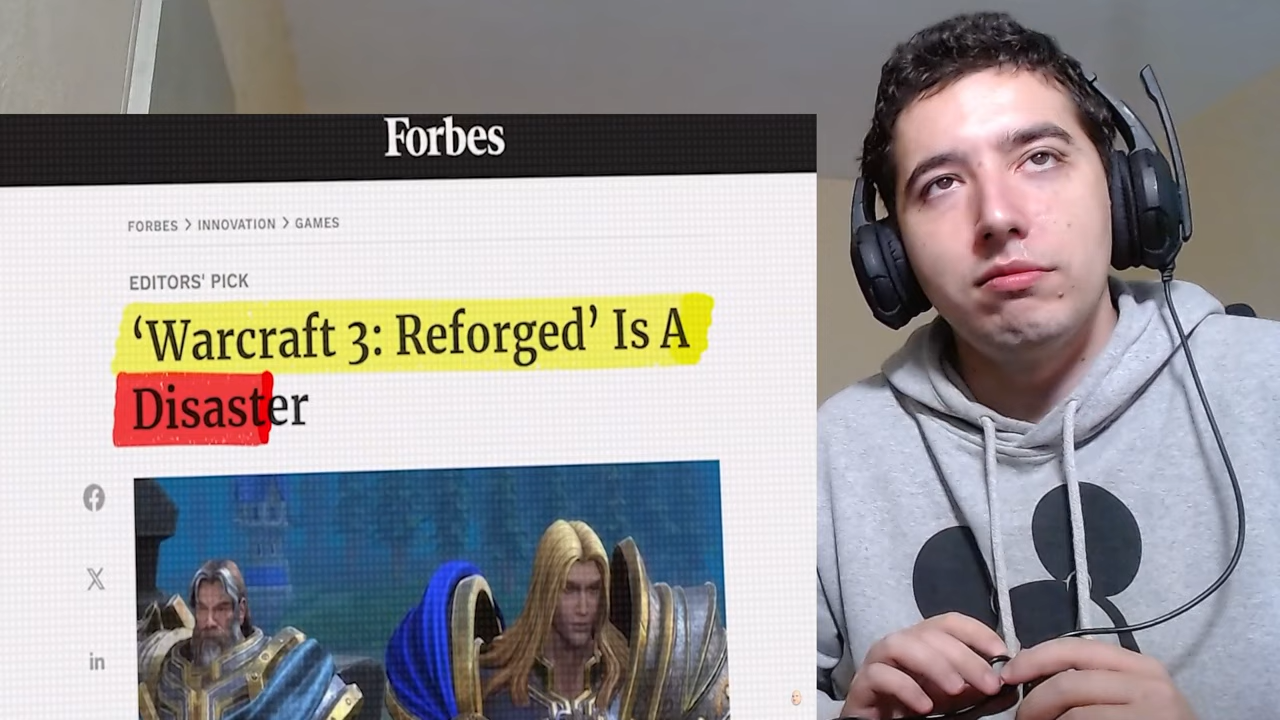 Forbes
FORBES > INNOVATION > GAMES
EDITORS' PICK
‘Warcraft 3: Reforged’ Is A
Disaster
X
in